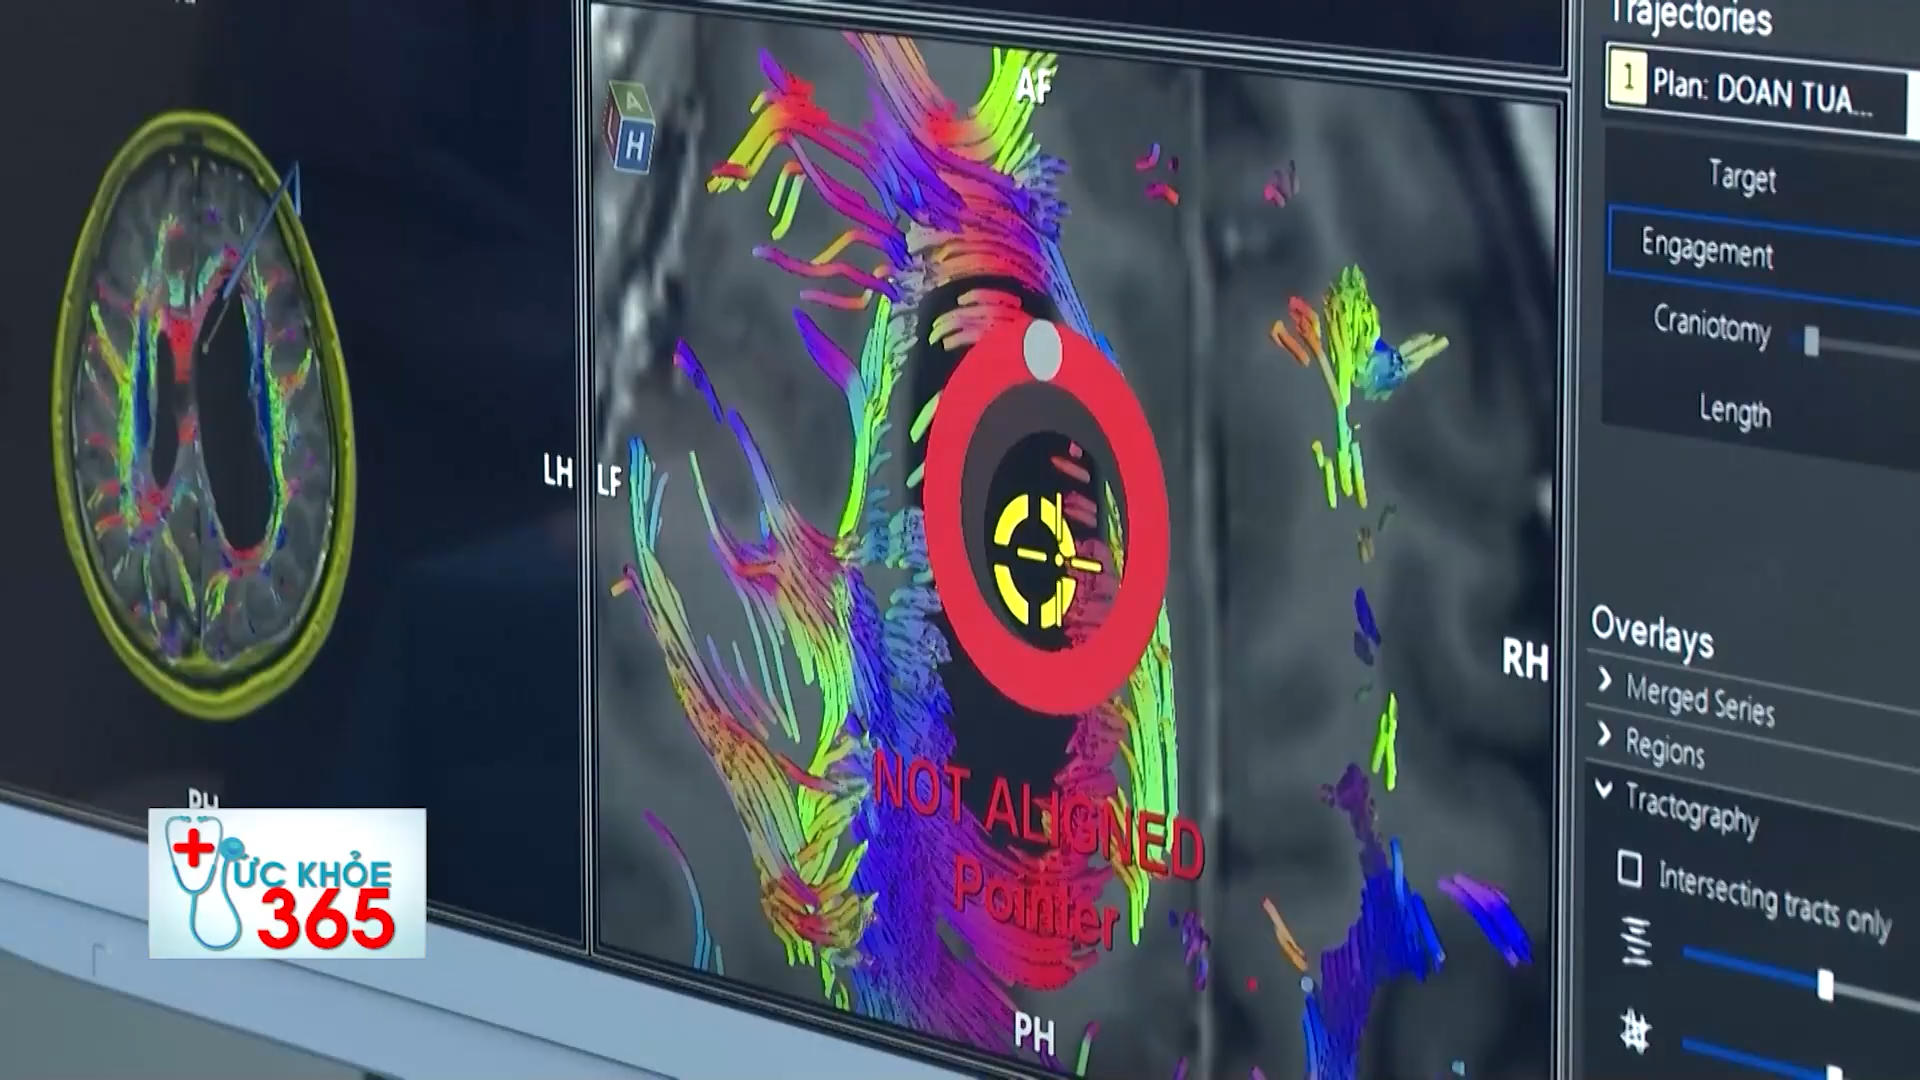 Trajectories
1 Plan: DOAN TUA...
Target
Engagement
Craniotomy
Length
AF
A
H
LH
LF
RH
NOT ALIGNED
Pointer
PH
PH
Overlays
Merged Series
Regions
Tractography
Intersecting tracts only
ỨC KHỎE
365